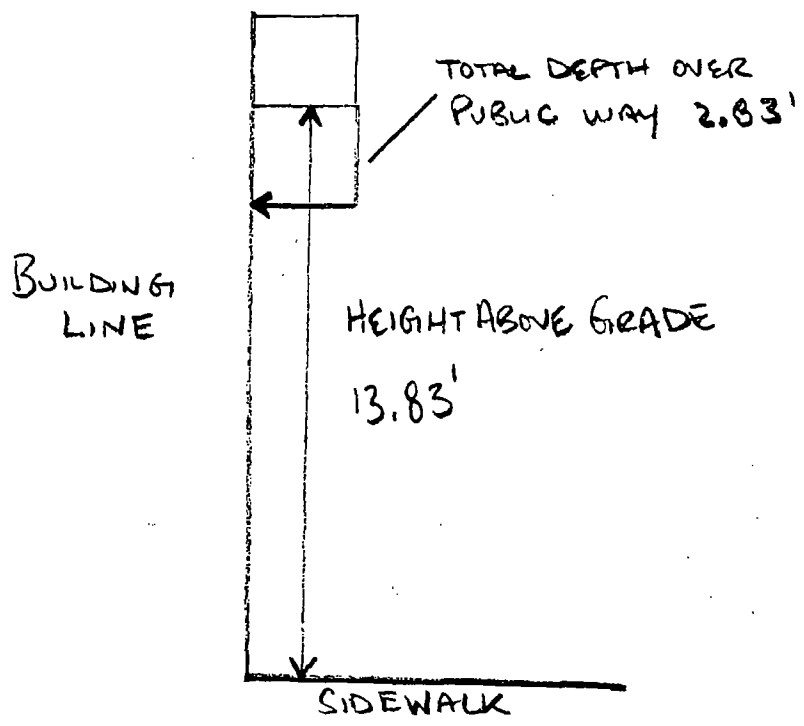 TOTAL DEPTH OVER
PUBLIC WAY 2.83'
BUILDING
LINE
HEIGHT ABOVE GRADE
13.83'
SIDEWALK